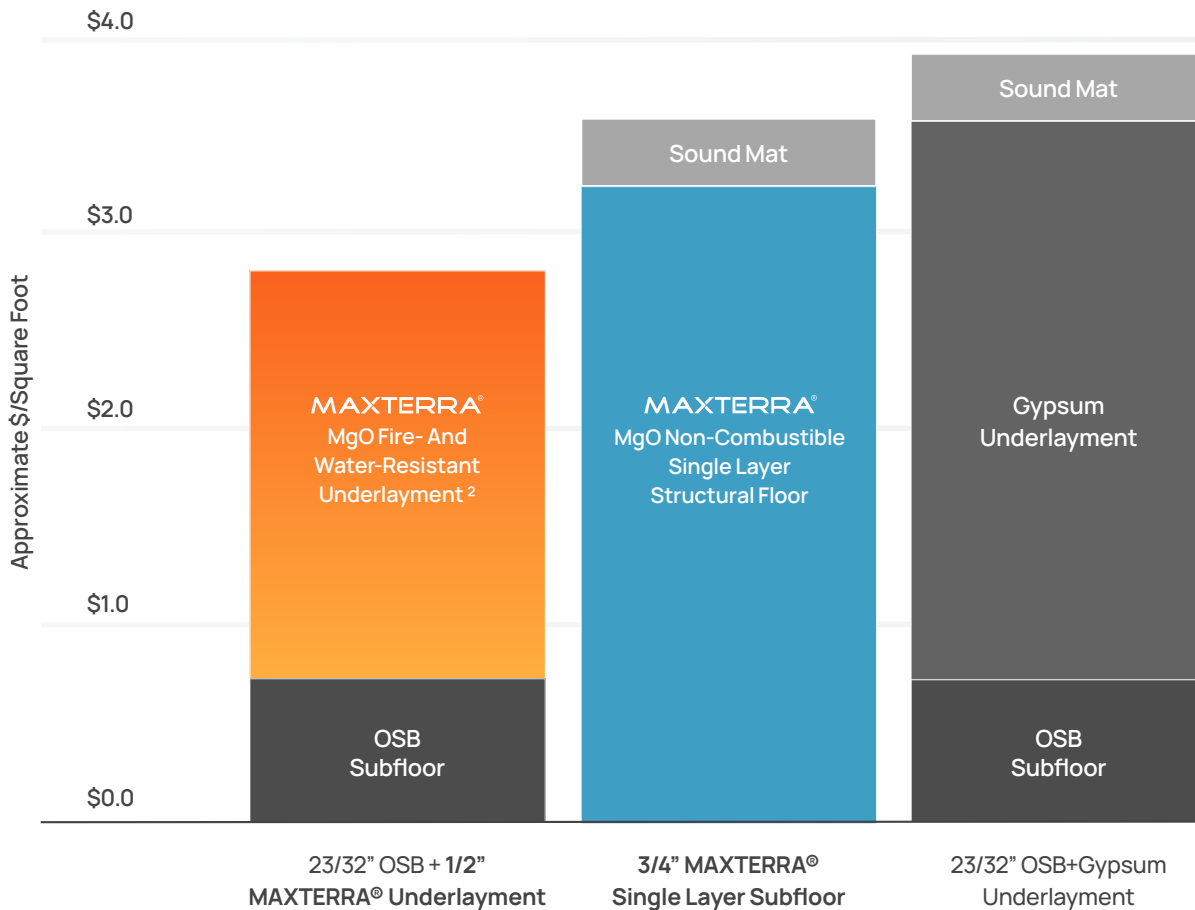 $4.0
$3.0
$2.0
$1.0
$0.0
Approximate $/Square Foot
MAXTERRA®
MgO Fire- And
Water-Resistant
Underlayment ²
OSB
Subfloor
Sound Mat
MAXTERRA®
MgO Non-Combustible
Single Layer
Structural Floor
Sound Mat
Gypsum
Underlayment
OSB
Subfloor
23/32” OSB + 1/2”
MAXTERRA® Underlayment
3/4” MAXTERRA®
Single Layer Subfloor
23/32” OSB+Gypsum
Underlayment